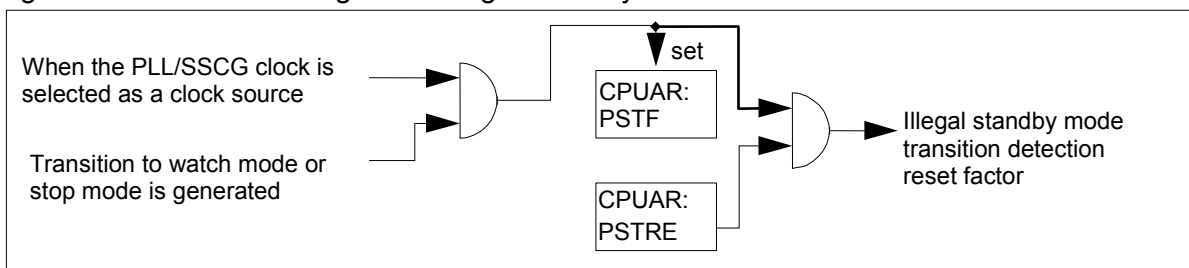 When the PLL/SSCG clock is
selected as a clock source
Transition to watch mode or
stop mode is generated
set
CPUAR:
PSTF
CPUAR:
PSTRE
Illegal standby mode
transition detection
reset factor